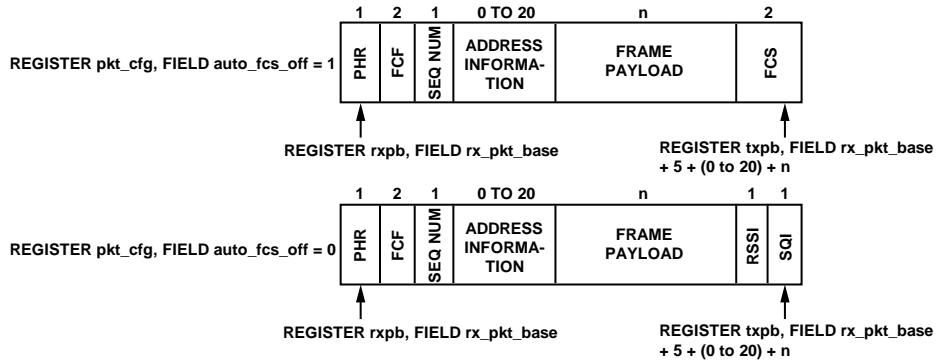 1 2 1 0 TO 20 n 2
REGISTER pkt_cfg, FIELD auto_fcs_off = 1
PHR
FCF
SEQ NUM
ADDRESS
INFORMA-
TION
FRAME
PAYLOAD
FCS
REGISTER rxpb, FIELD rx_pkt_base
REGISTER txpb, FIELD rx_pkt_base
+ 5 + (0 to 20) + n
1 2 1 0 TO 20 n 1 1
REGISTER pkt_cfg, FIELD auto_fcs_off = 0
PHR
FCF
SEQ NUM
ADDRESS
INFORMA-
TION
FRAME
PAYLOAD
RSSI
SQI
REGISTER rxpb, FIELD rx_pkt_base
REGISTER txpb, FIELD rx_pkt_base
+ 5 + (0 to 20) + n